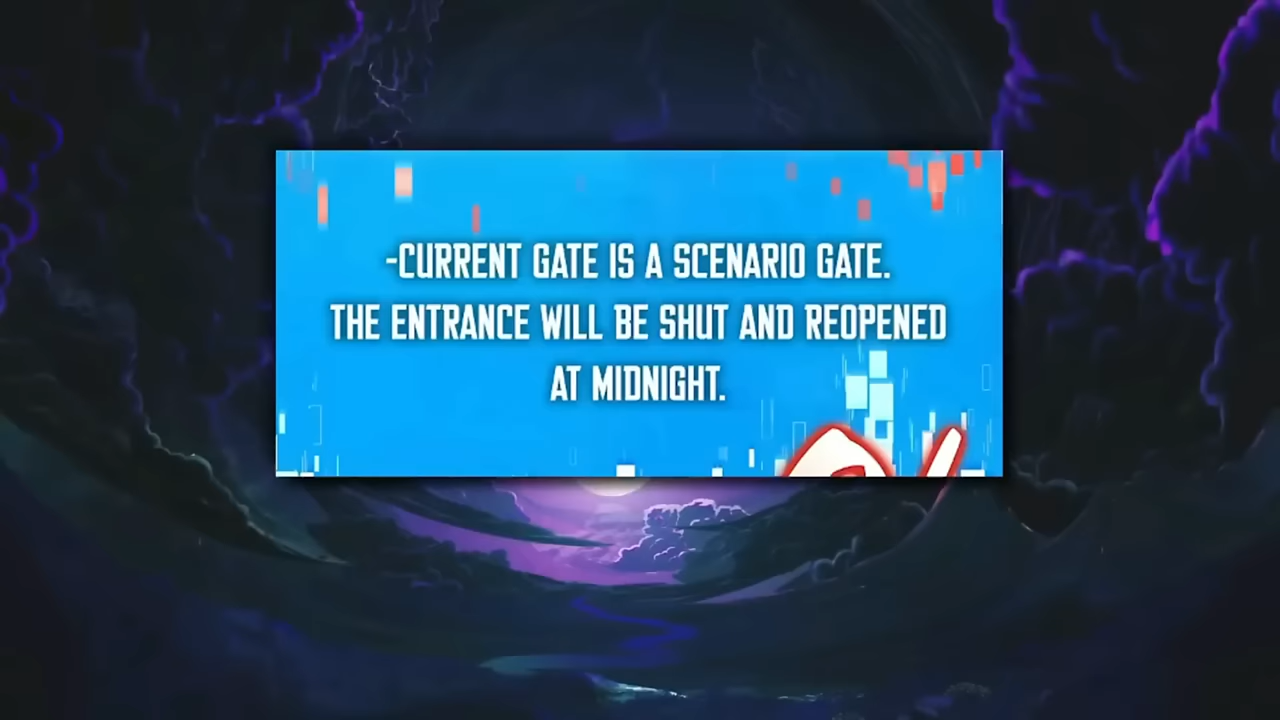 -CURRENT GATE IS A SCENARIO GATE.
THE ENTRANCE WILL BE SHUT AND REOPENED
AT MIDNIGHT.